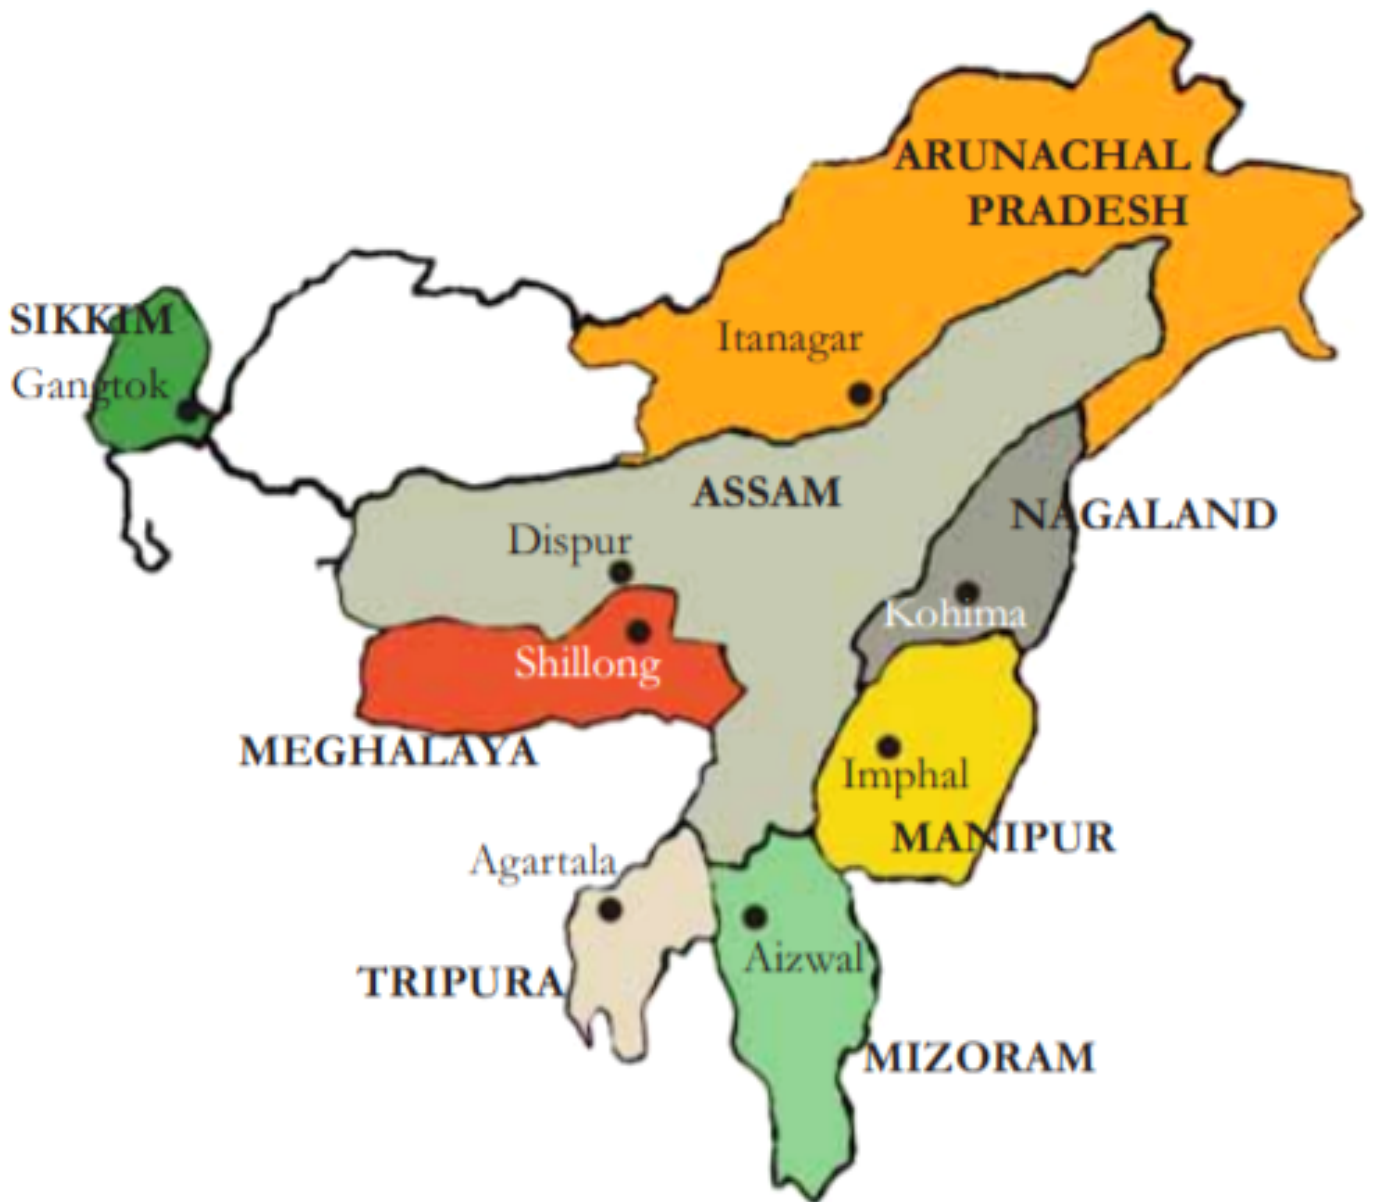 ARUNACHAL
PRADESH
SIKKIM
Itanagar
Gangtok
ASSAM
NAGALAND
Dispur
Kohima
Shillong
MEGHALAYA
Imphal
MANIPUR
Agartala
Aizwal
TRIPURA
MIZORAM